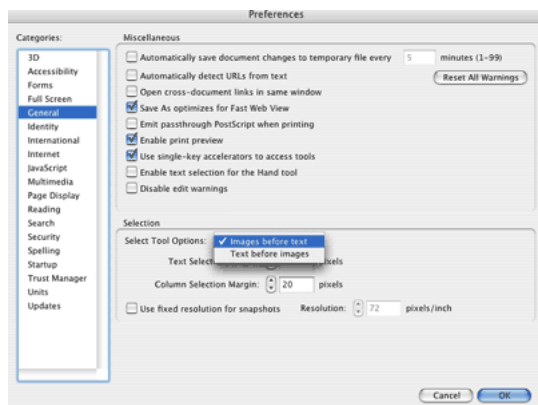 Preferences
Categories:
3D
Accessibility
Forms
Full Screen
General
Identity
International
Internet
JavaScript
Multimedia
Page Display
Reading
Search
Security
Spelling
Startup
Trust Manager
Units
Updates
Miscellaneous
Automatically save document changes to temporary file every 5 minutes (1-99)
Automatically detect URLs from text
Reset All Warnings
Open cross-document links in same window
Save As optimizes for Fast Web View
Emit passthrough PostScript when printing
Enable print preview
Use single-key accelerators to access tools
Enable text selection for the Hand tool
Disable edit warnings
Selection
Select Tool Options: Images before text
Text before images
Text Select pixels
Column Selection Margin: 20 pixels
Use fixed resolution for snapshots Resolution: 72 pixels/inch
Cancel OK